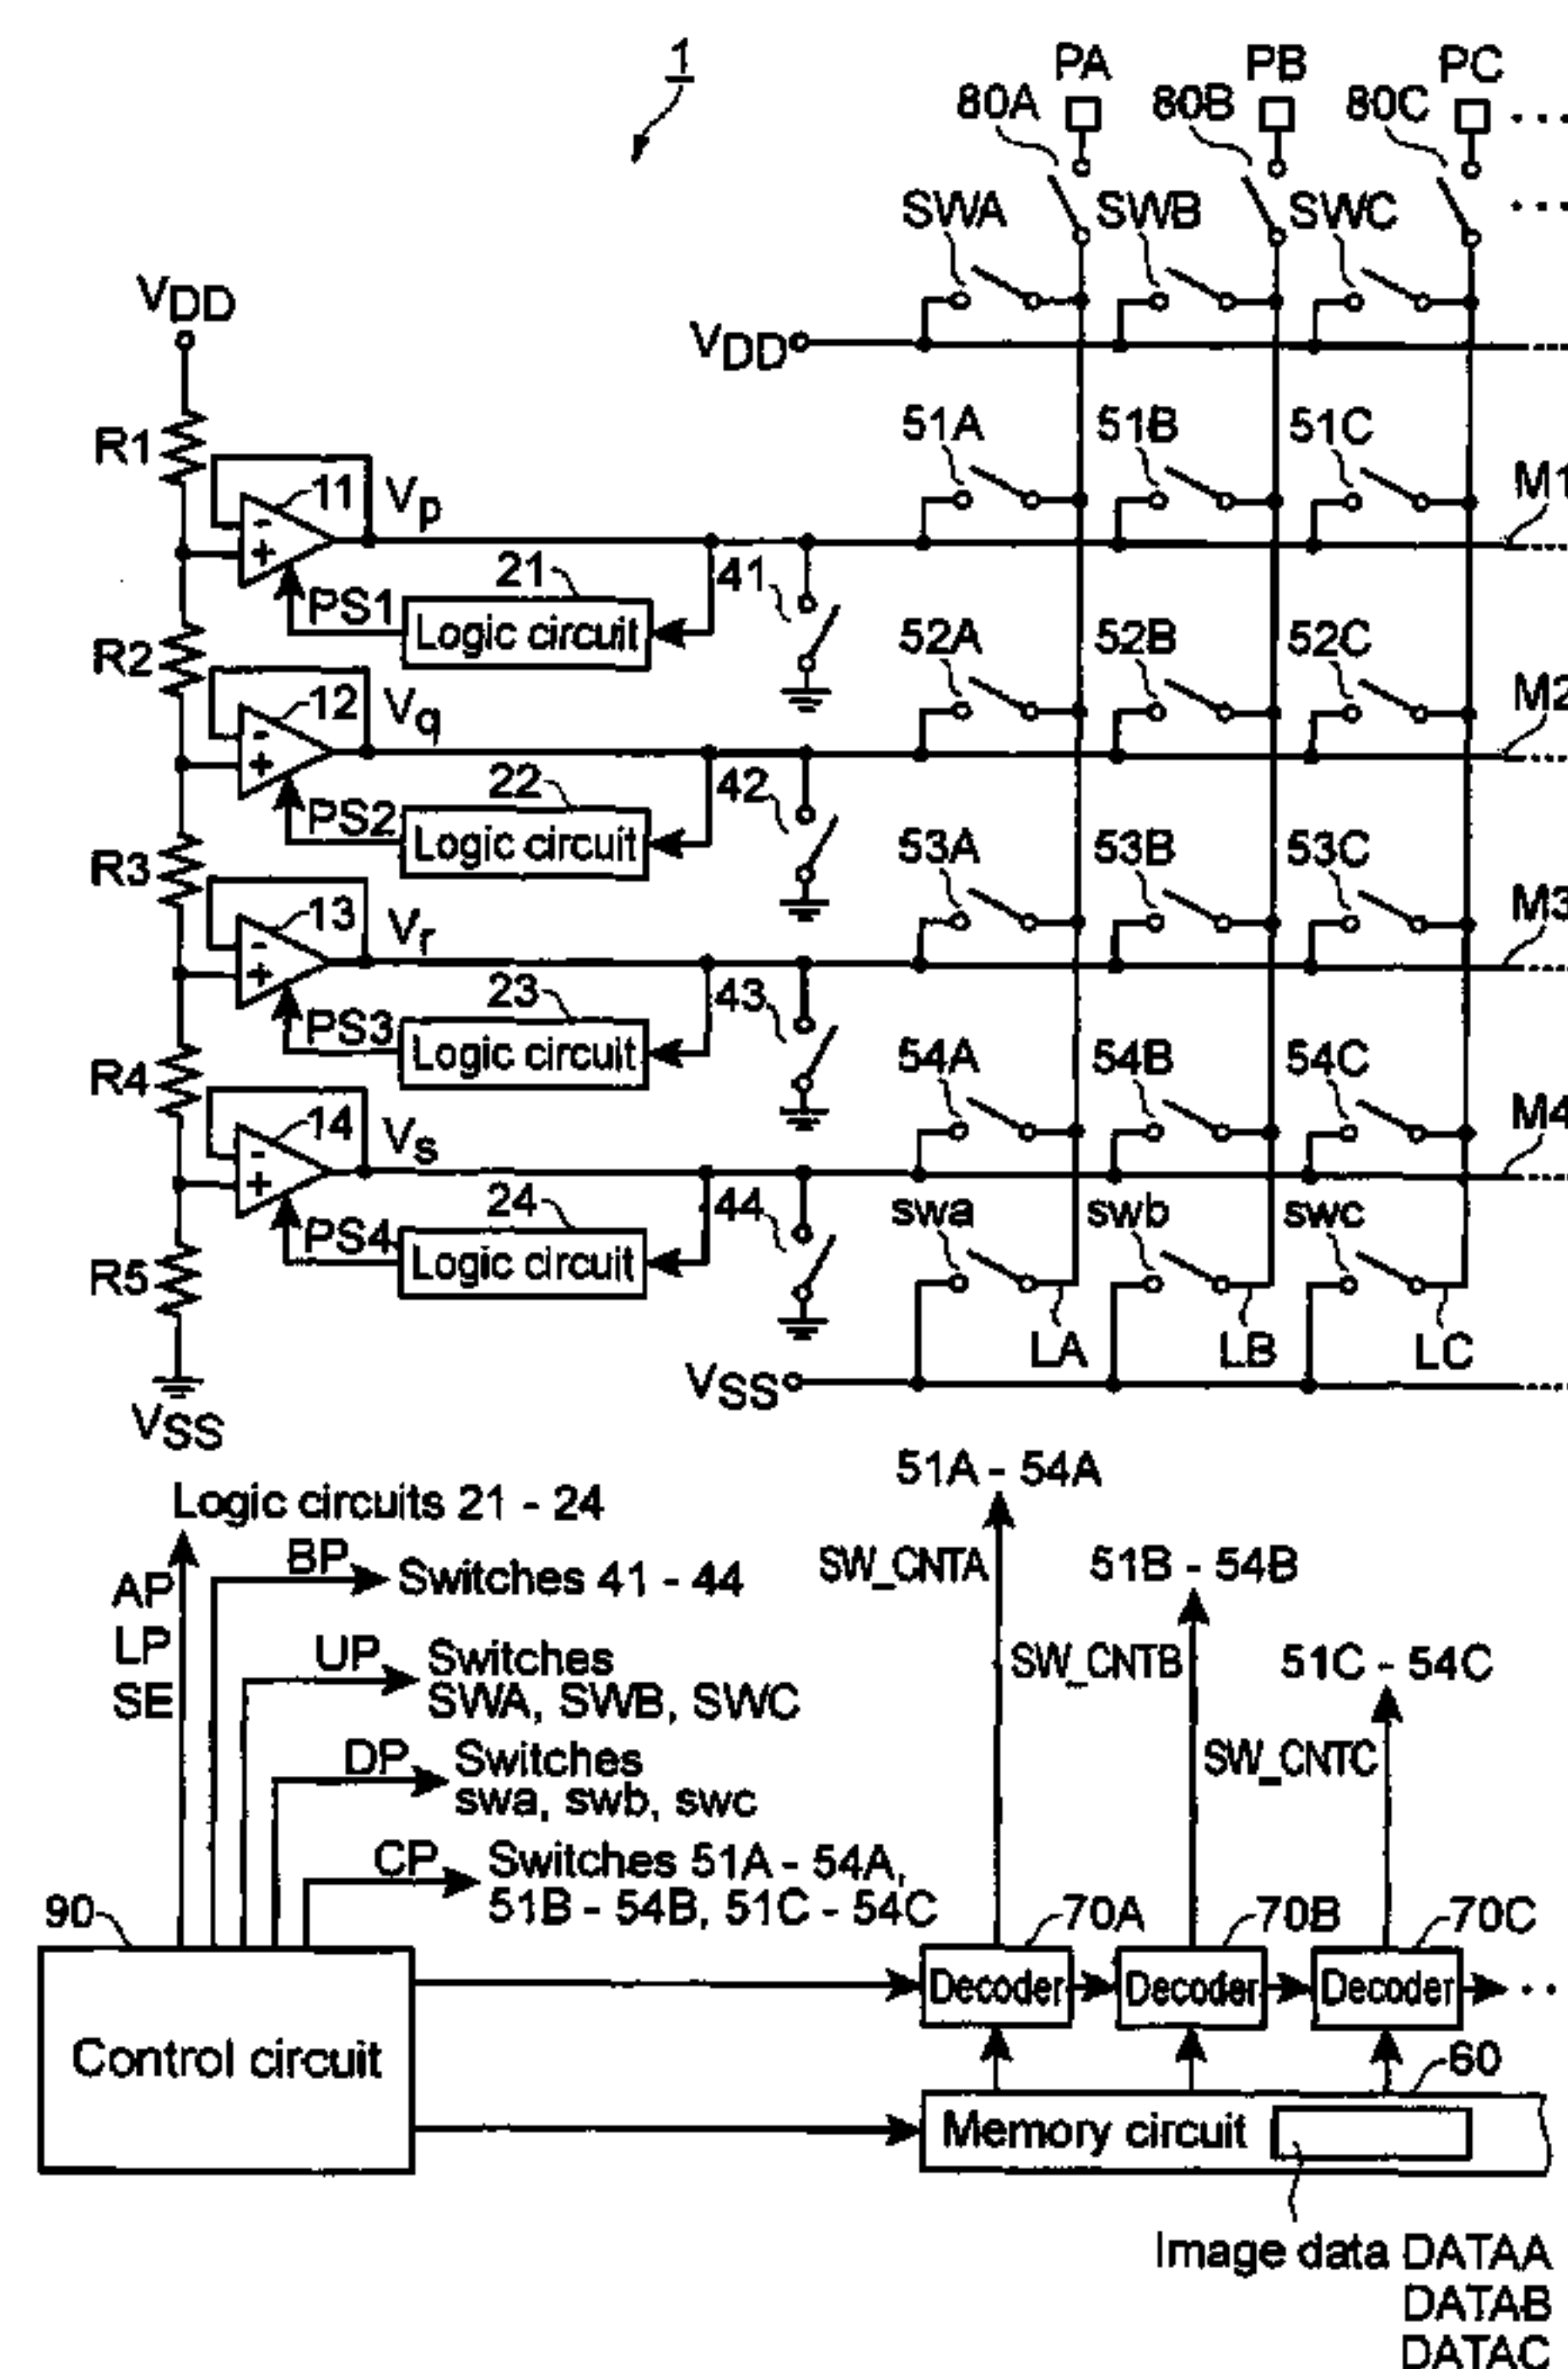 1
PA PB PC
80A 80B 80C
SWA SWB SWC
VDD
VDD
R1
- +
11
Vp
21
PS1
Logic circuit
41
51A 51B 51C
M1
R2
- +
12
Vq
22
PS2
Logic circuit
42
52A 52B 52C
M2
R3
- +
13
Vr
23
PS3
Logic circuit
43
53A 53B 53C
M3
R4
- +
14
Vs
24
PS4
Logic circuit
44
54A 54B 54C
M4
R5
swa swb swc
LA LB LC
VSS
VSS
Logic circuits 21 - 24
AP
LP
SE
BP
Switches 41 - 44
UP
Switches
SWA, SWB, SWC
DP
Switches
swa, swb, swc
CP
Switches 51A - 54A,
51B - 54B, 51C - 54C
51A - 54A
SW_CNTA
51B - 54B
SW_CNTB
51C - 54C
SW_CNTC
90
Control circuit
70A 70B 70C
Decoder Decoder Decoder
60
Memory circuit
Image data DATAA
DATAB
DATAC